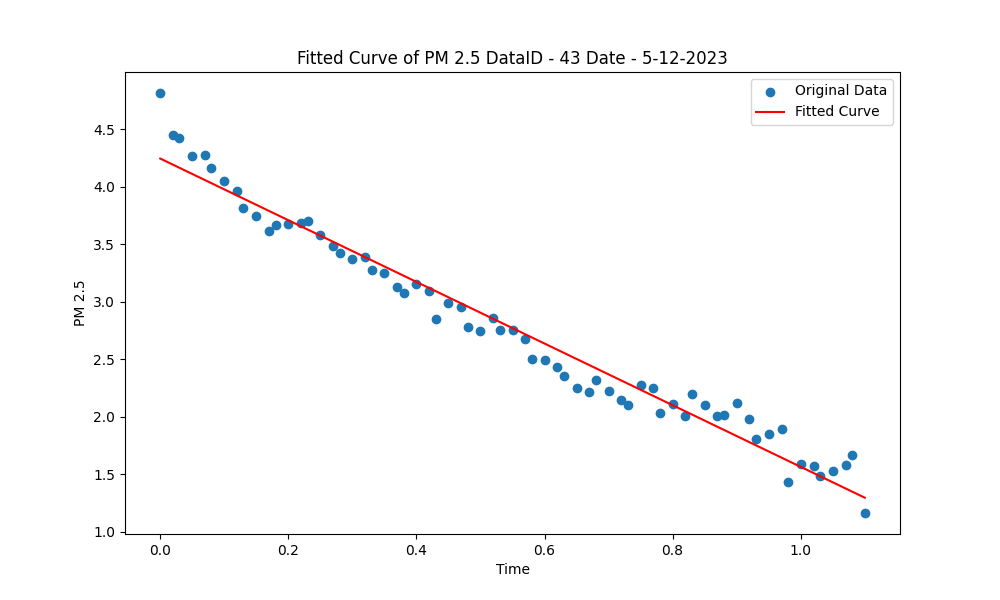 Fitted Curve of PM 2.5 DataID - 43 Date - 5-12-2023
Original Data
Fitted Curve
PM 2.5
4.5
4.0
3.5
3.0
2.5
2.0
1.5
1.0
0.0 0.2 0.4 0.6 0.8 1.0
Time